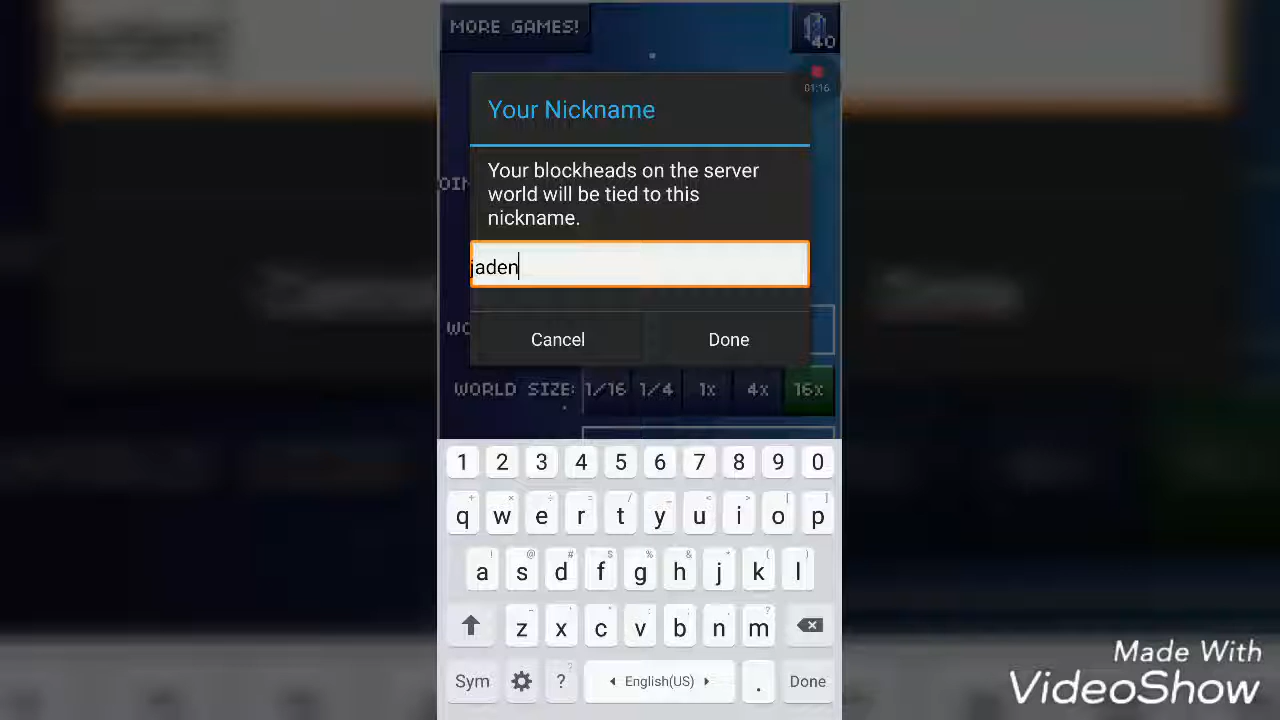 MORE GAMES!
40
01:16
Your Nickname
Your blockheads on the server
world will be tied to this
nickname.
jaden
Cancel Done
WORLD SIZE: 1/16 1/4 1x 4x 16x
1 2 3 4 5 6 7 8 9 0
q w e r t y u i o p
a s d f g h j k l
z x c v b n m
Sym ? English(US) . Done
Made With
VideoShow